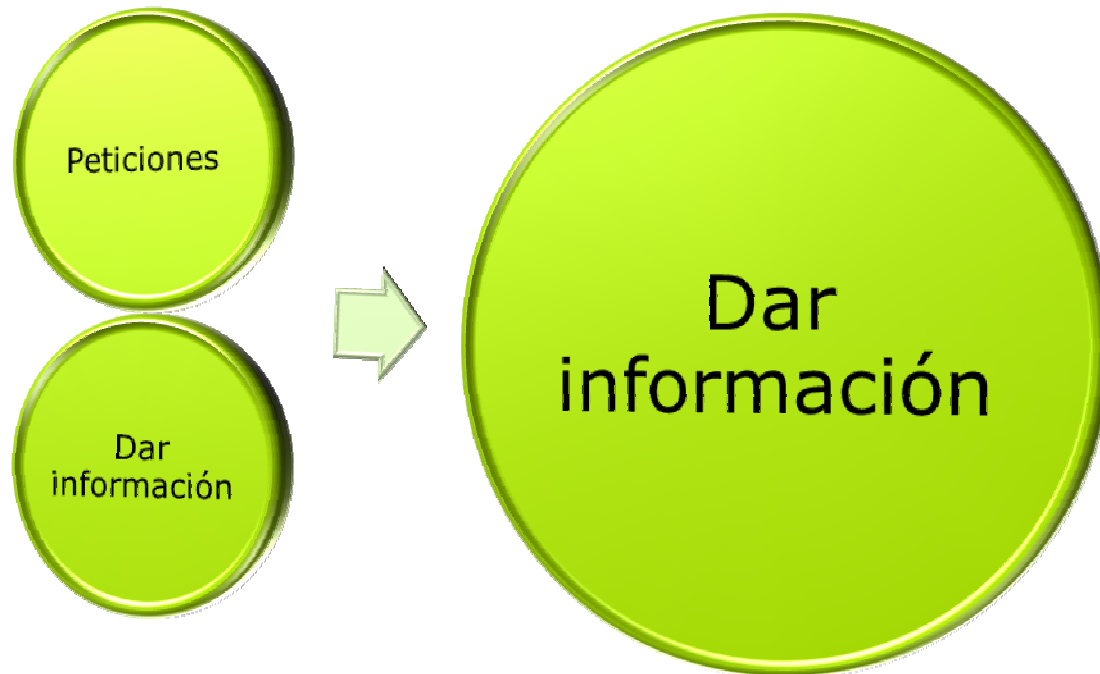 Peticiones
Dar
información
Dar
información